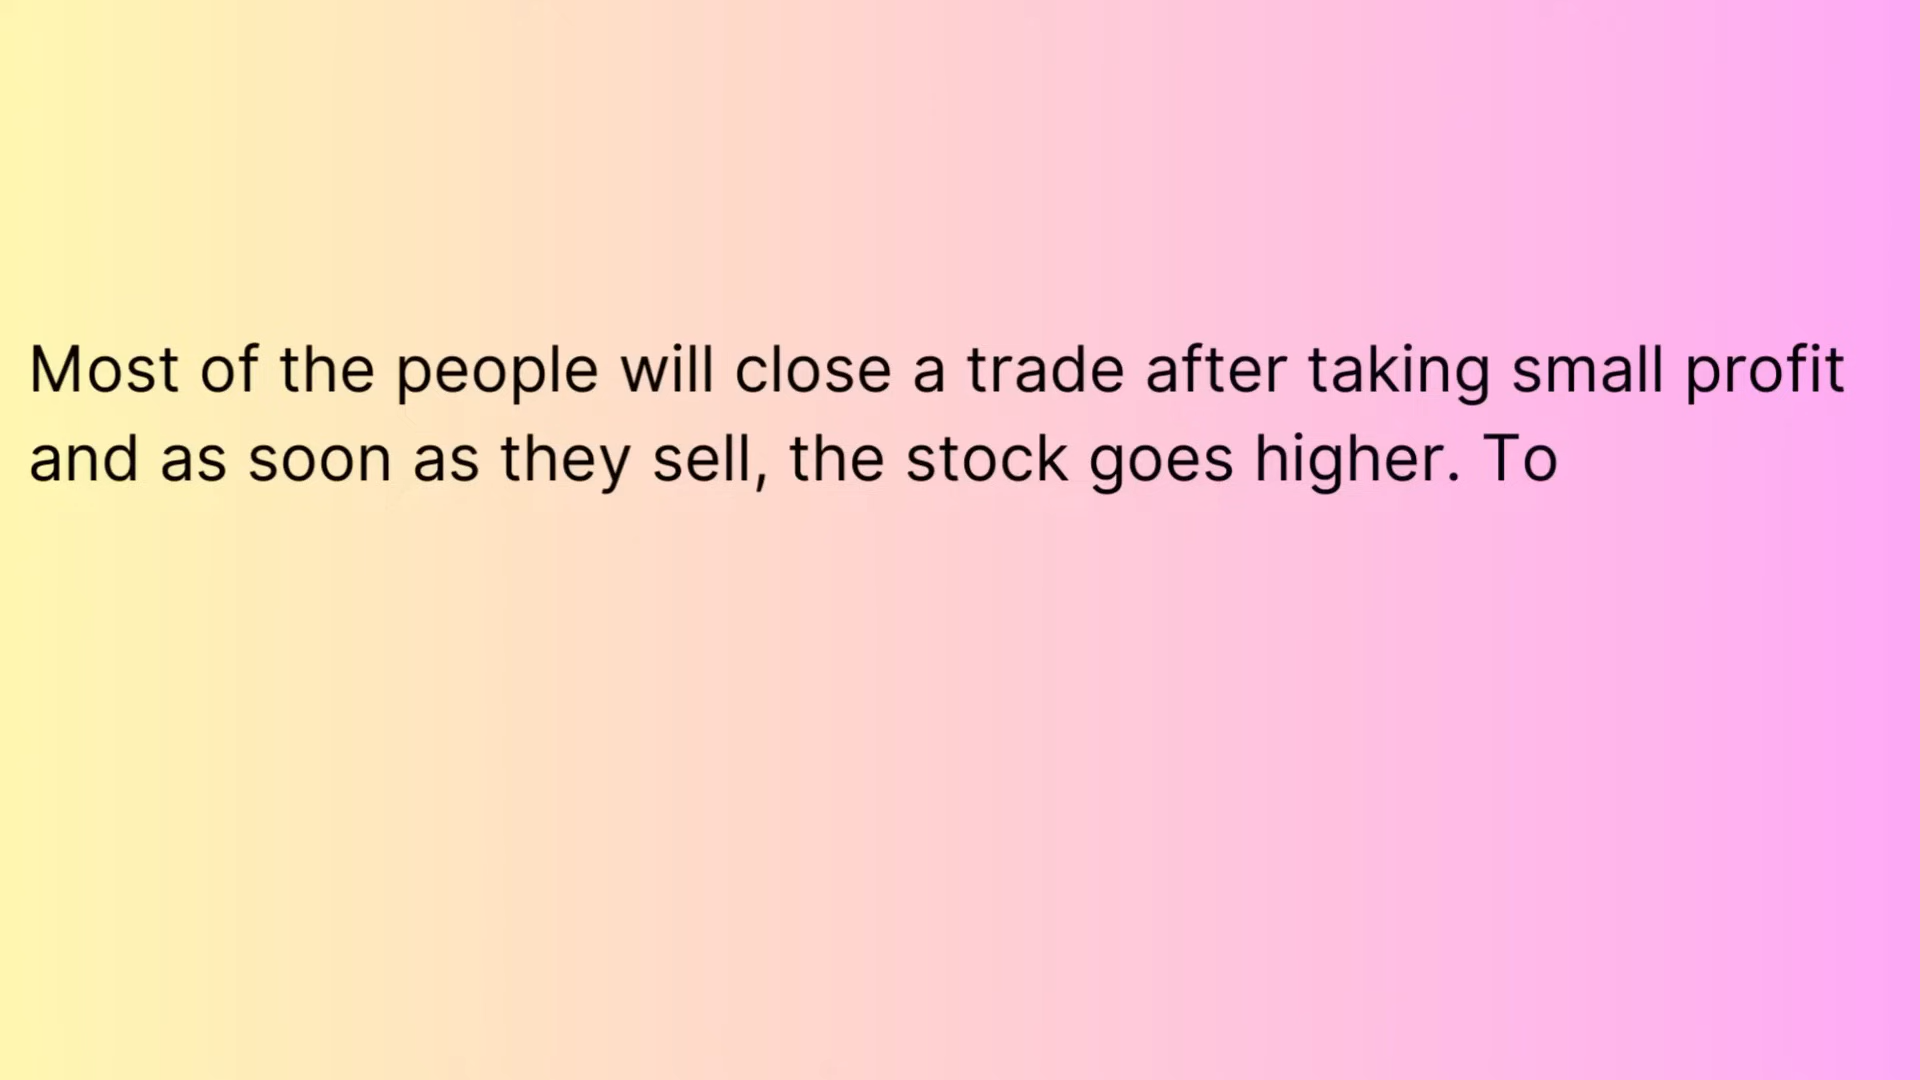 Most of the people will close a trade after taking small profit
and as soon as they sell, the stock goes higher. To